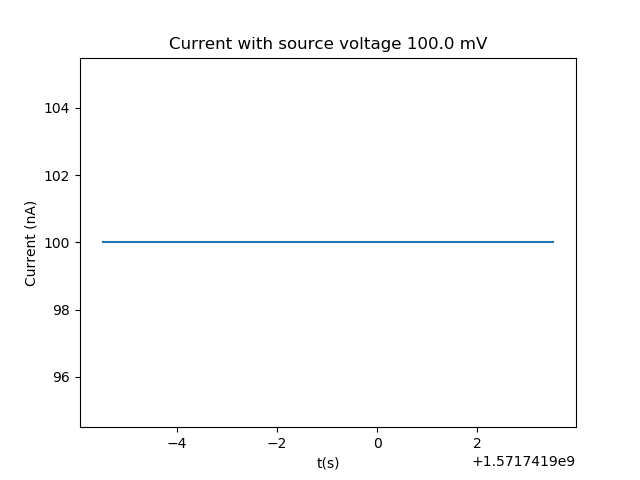 Current with source voltage 100.0 mV
104
102
100
98
96
Current (nA)
−4 −2 0 2
t(s)
+1.5717419e9